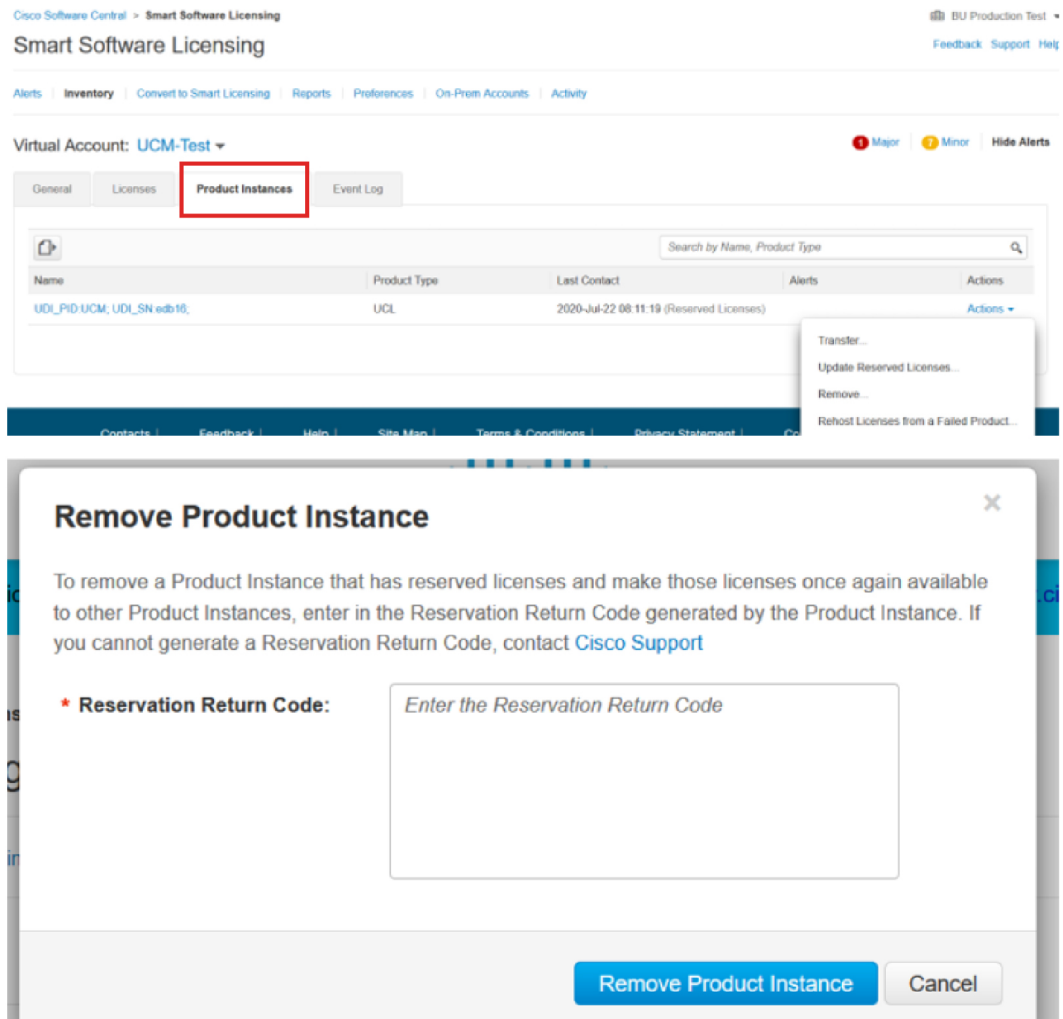 Cisco Software Central > Smart Software Licensing
BU Production Test
Smart Software Licensing
Feedback Support Help
Alerts | Inventory | Convert to Smart Licensing | Reports | Preferences | On-Prem Accounts | Activity
Virtual Account: UCM-Test
1 Major | 7 Minor | Hide Alerts
General Licenses Product Instances Event Log
Search by Name, Product Type
Name Product Type Last Contact Alerts Actions
UDI_PID:UCM; UDI_SN:edb16; UCL 2020-Jul-22 08:11:19 (Reserved Licenses) Actions
Transfer...
Update Reserved Licenses...
Remove...
Rehost Licenses from a Failed Product...
Contacts | Feedback | Help | Site Map | Terms & Conditions | Privacy Statement |
Remove Product Instance
To remove a Product Instance that has reserved licenses and make those licenses once again available
to other Product Instances, enter in the Reservation Return Code generated by the Product Instance. If
you cannot generate a Reservation Return Code, contact Cisco Support
* Reservation Return Code:
Enter the Reservation Return Code
Remove Product Instance Cancel